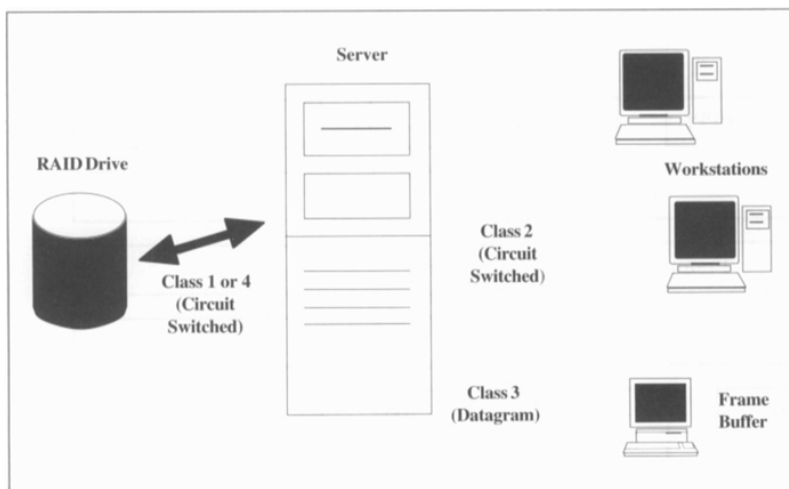 Server
RAID Drive
Workstations
Class 2
(Circuit
Switched)
Class 1 or 4
(Circuit
Switched)
Class 3
(Datagram)
Frame
Buffer